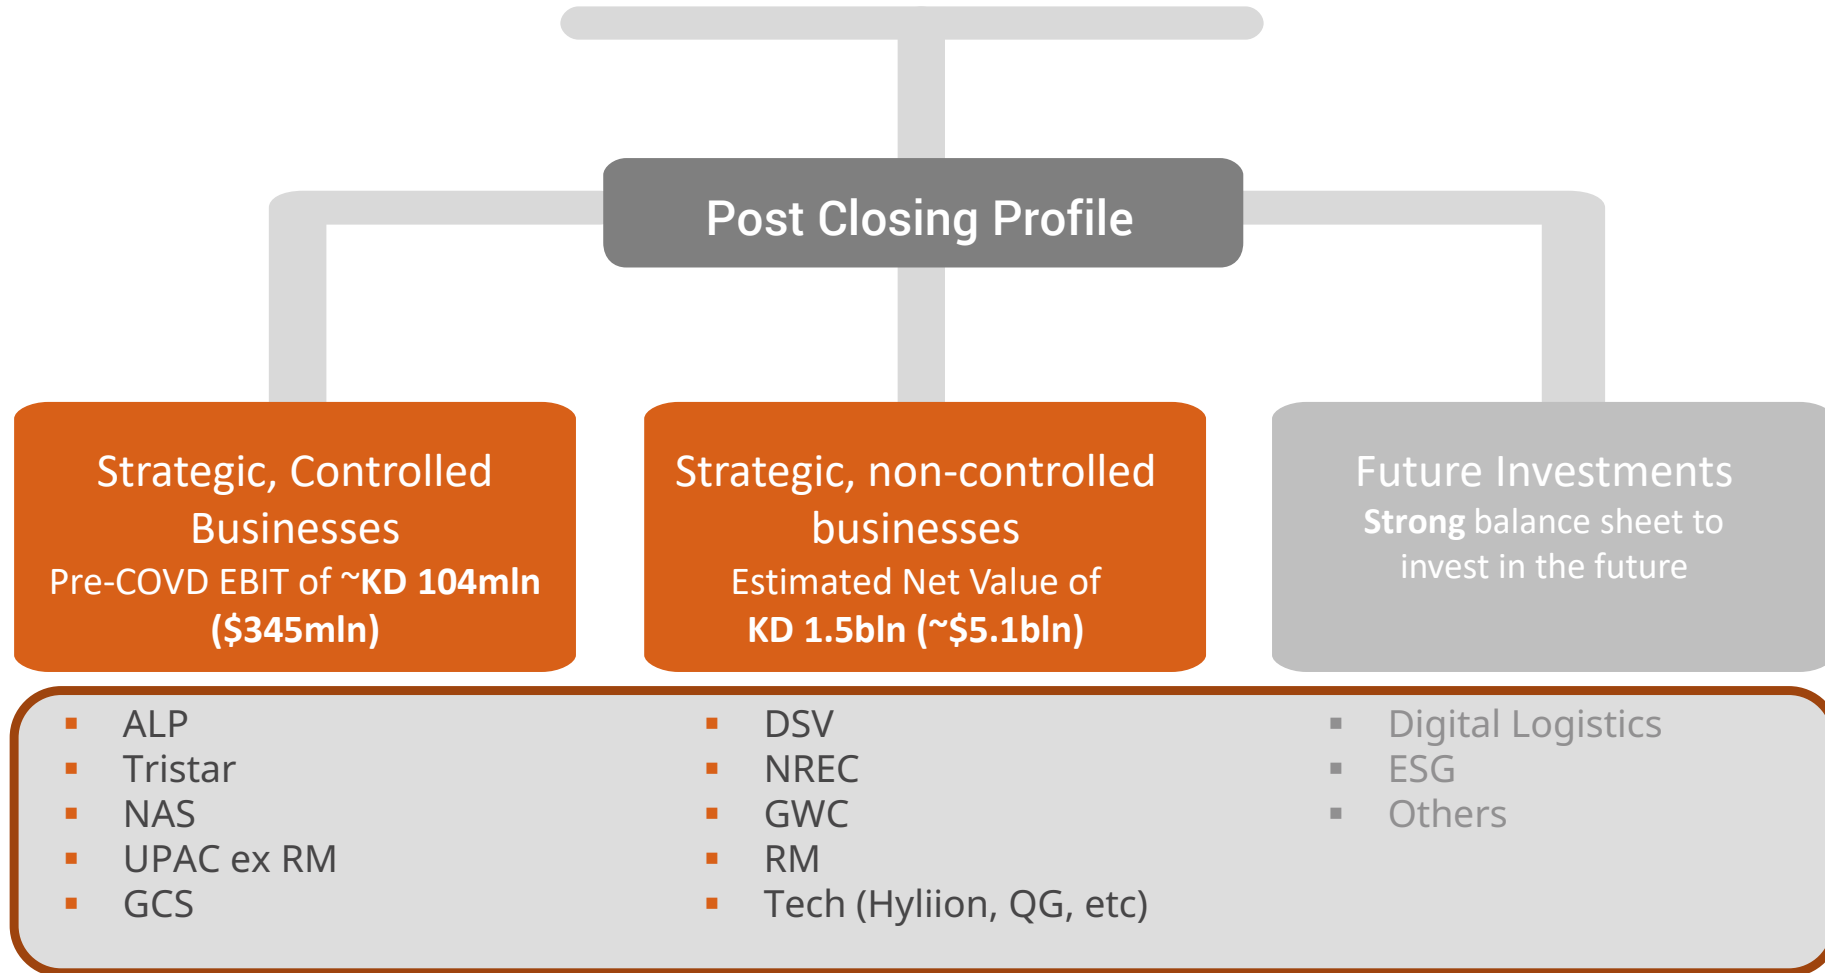 Post Closing Profile
Strategic, Controlled
Businesses
Pre-COVD EBIT of ~KD 104mln
($345mln)
Strategic, non-controlled
businesses
Estimated Net Value of
KD 1.5bln (~$5.1bln)
Future Investments
Strong balance sheet to
invest in the future
▪ ALP
▪ Tristar
▪ NAS
▪ UPAC ex RM
▪ GCS
▪ DSV
▪ NREC
▪ GWC
▪ RM
▪ Tech (Hyliion, QG, etc)
▪ Digital Logistics
▪ ESG
▪ Others